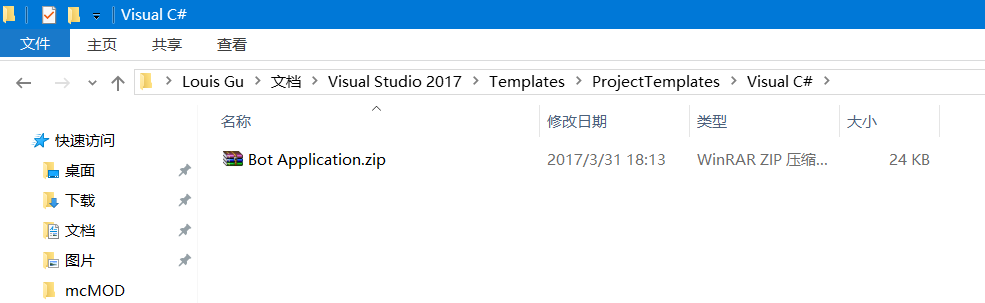 Visual C#
文件 主页 共享 查看
Louis Gu 文档 Visual Studio 2017 Templates ProjectTemplates Visual C#
名称 修改日期 类型 大小
快速访问
Bot Application.zip 2017/3/31 18:13 WinRAR ZIP 压缩... 24 KB
桌面
下载
文档
图片
mcMOD